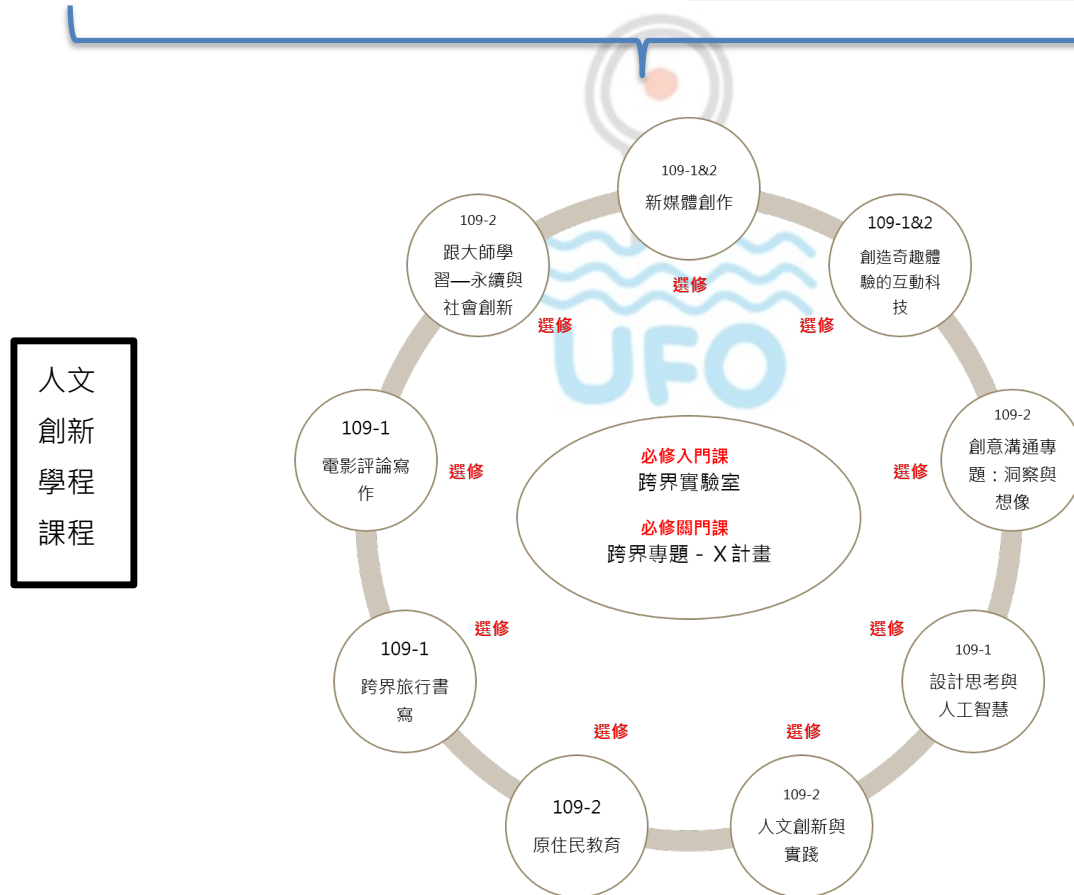 109-1&2
新媒體創作
選修
109-1&2
創造奇趣體
驗的互動科
技
選修
109-2
創意溝通專
題：洞察與
想像
選修
109-1
設計思考與
人工智慧
選修
109-2
人文創新與
實踐
選修
109-2
原住民教育
選修
109-1
跨界旅行書
寫
選修
109-1
電影評論寫
作
選修
109-2
跟大師學
習—永續與
社會創新
選修
UFO
必修入門課
跨界實驗室
必修關門課
跨界專題 - X計畫
人文
創新
學程
課程